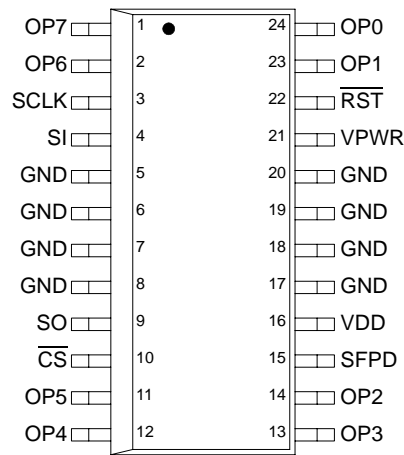 OP7 1 24 OP0
OP6 2 23 OP1
SCLK 3 22 R̅S̅T̅
SI 4 21 VPWR
GND 5 20 GND
GND 6 19 GND
GND 7 18 GND
GND 8 17 GND
SO 9 16 VDD
C̅S̅ 10 15 SFPD
OP5 11 14 OP2
OP4 12 13 OP3